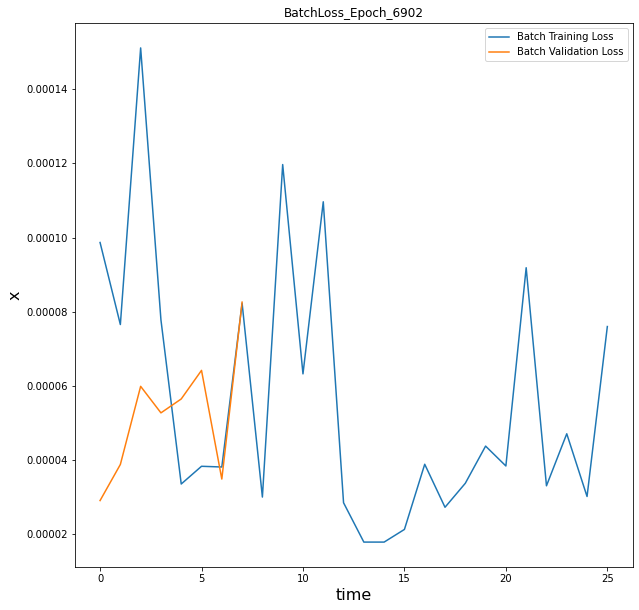 BatchLoss_Epoch_6902
Batch Training Loss
Batch Validation Loss
0.00014
0.00012
0.00010
0.00008
0.00006
0.00004
0.00002
x
0
5
10
15
20
25
time